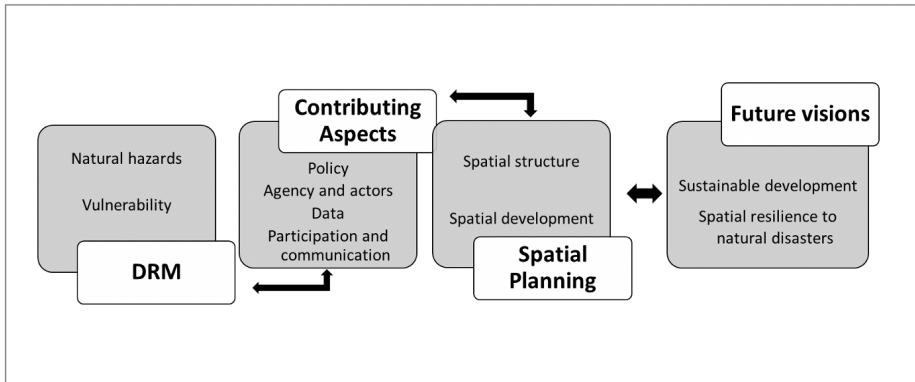 Natural hazards
Vulnerability
DRM
Contributing
Aspects
Policy
Agency and actors
Data
Participation and
communication
Spatial structure
Spatial development
Spatial
Planning
Future visions
Sustainable development
Spatial resilience to
natural disasters